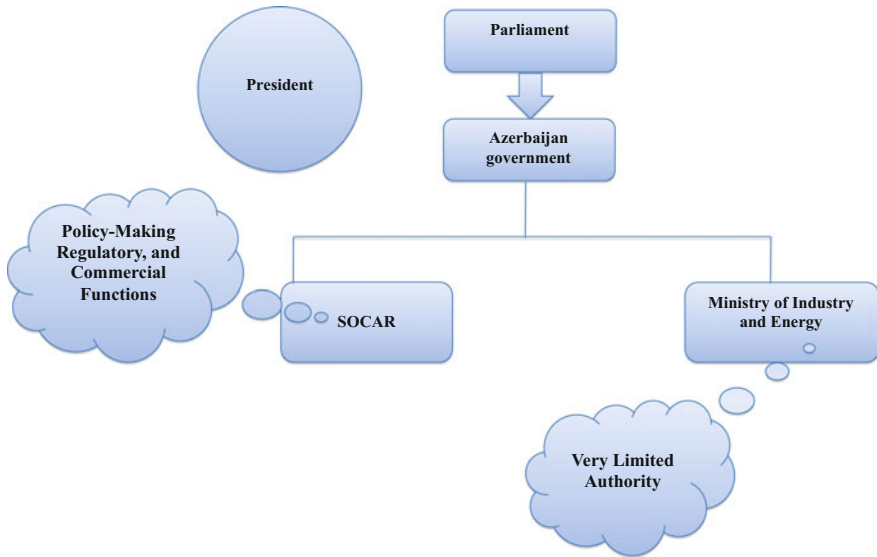 Parliament
President
Azerbaijan
government
Policy-Making
Regulatory, and
Commercial
Functions
SOCAR
Ministry of Industry
and Energy
Very Limited
Authority